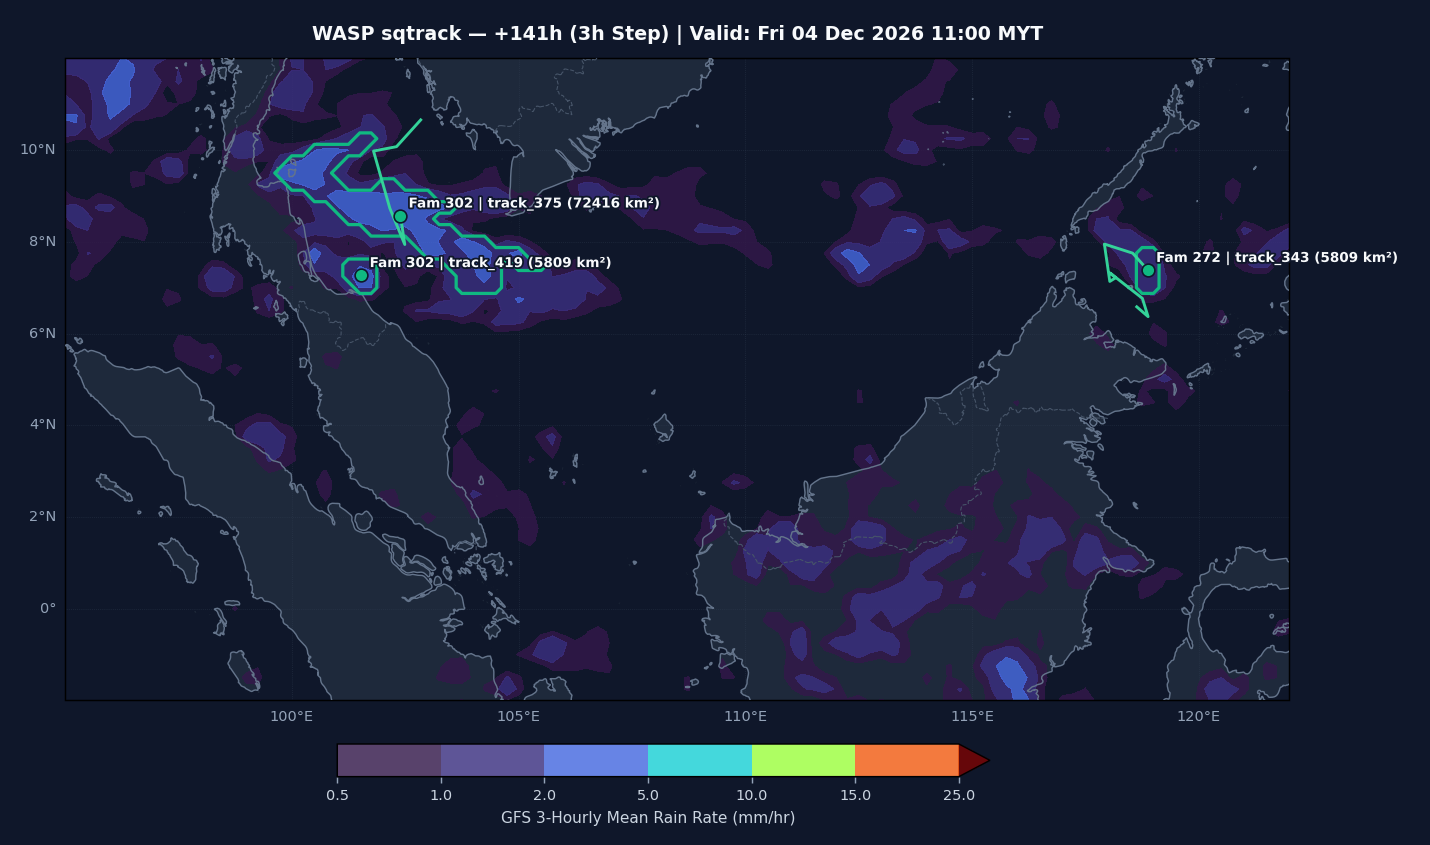 WASP sqtrack — +141h (3h Step) | Valid: Fri 04 Dec 2026 11:00 MYT
10°N
8°N
6°N
4°N
2°N
0°
Fam 302 | track_375 (72416 km²)
Fam 302 | track_419 (5809 km²)
Fam 272 | track_343 (5809 km²)
100°E 105°E 110°E 115°E 120°E
0.5 1.0 2.0 5.0 10.0 15.0 25.0
GFS 3-Hourly Mean Rain Rate (mm/hr)